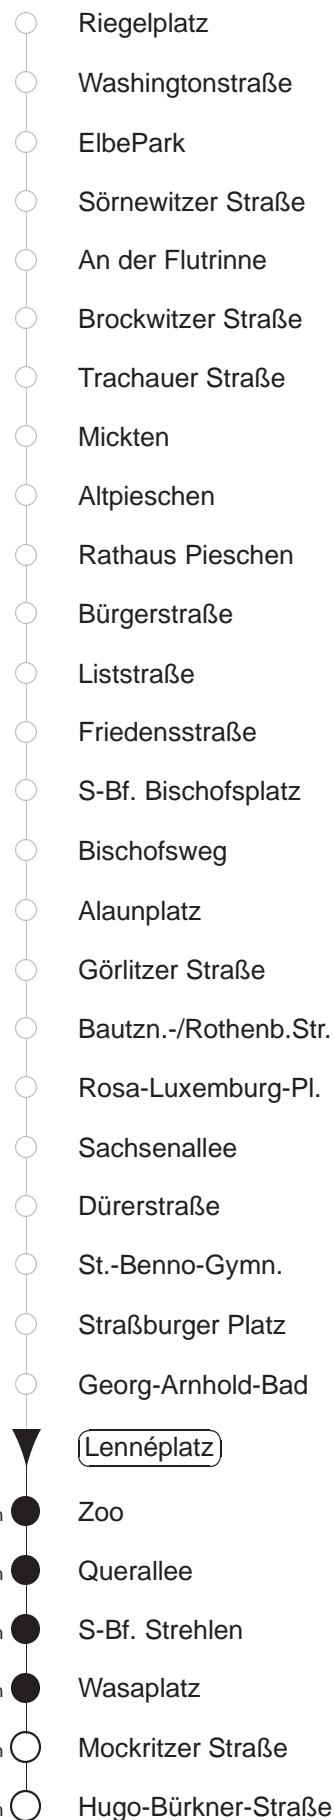 Riegelplatz
Washingtonstraße
ElbePark
Sörnewitzer Straße
An der Flutrinne
Brockwitzer Straße
Trachauer Straße
Mickten
Altpieschen
Rathaus Pieschen
Bürgerstraße
Liststraße
Friedensstraße
S-Bf. Bischofsplatz
Bischofsweg
Alaunplatz
Görlitzer Straße
Bautzn.-/Rothenb.Str.
Rosa-Luxemburg-Pl.
Sachsenallee
Dürerstraße
St.-Benno-Gymn.
Straßburger Platz
Georg-Arnhold-Bad
Lennéplatz
Zoo
Querallee
S-Bf. Strehlen
Wasaplatz
Mockritzer Straße
Hugo-Bürkner-Straße